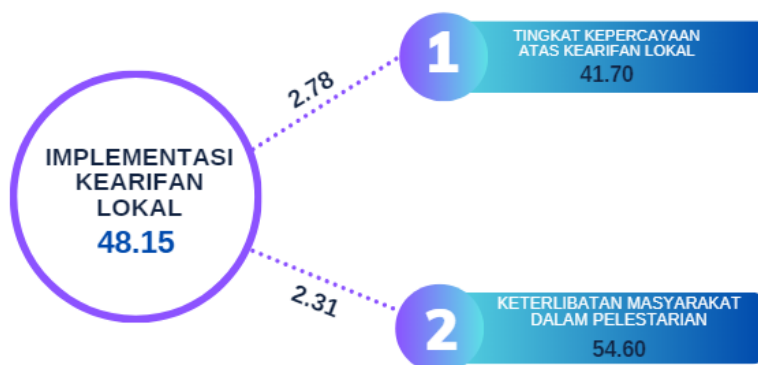 IMPLEMENTASI
KEARIFAN
LOKAL
48.15
2.78
1
TINGKAT KEPERCAYAAN
ATAS KEARIFAN LOKAL
41.70
2.31
2
KETERLIBATAN MASYARAKAT
DALAM PELESTARIAN
54.60